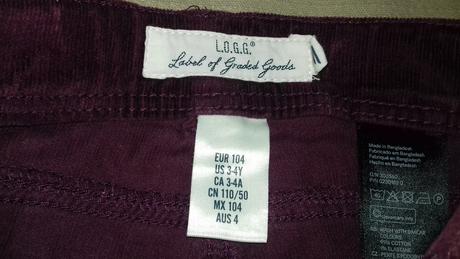 L.O.G.G.®
Label of Graded Goods
EUR 104
US 3-4Y
CA 3-4A
CN 110/50
MX 104
AUS 4
Made in Bangladesh
Fabricado em Bangladesh
Fabriqué en Bangladesh
Hecho en Bangladesh
WASH WITH SIMILAR
COLOURS
COTTON
ELASTANE